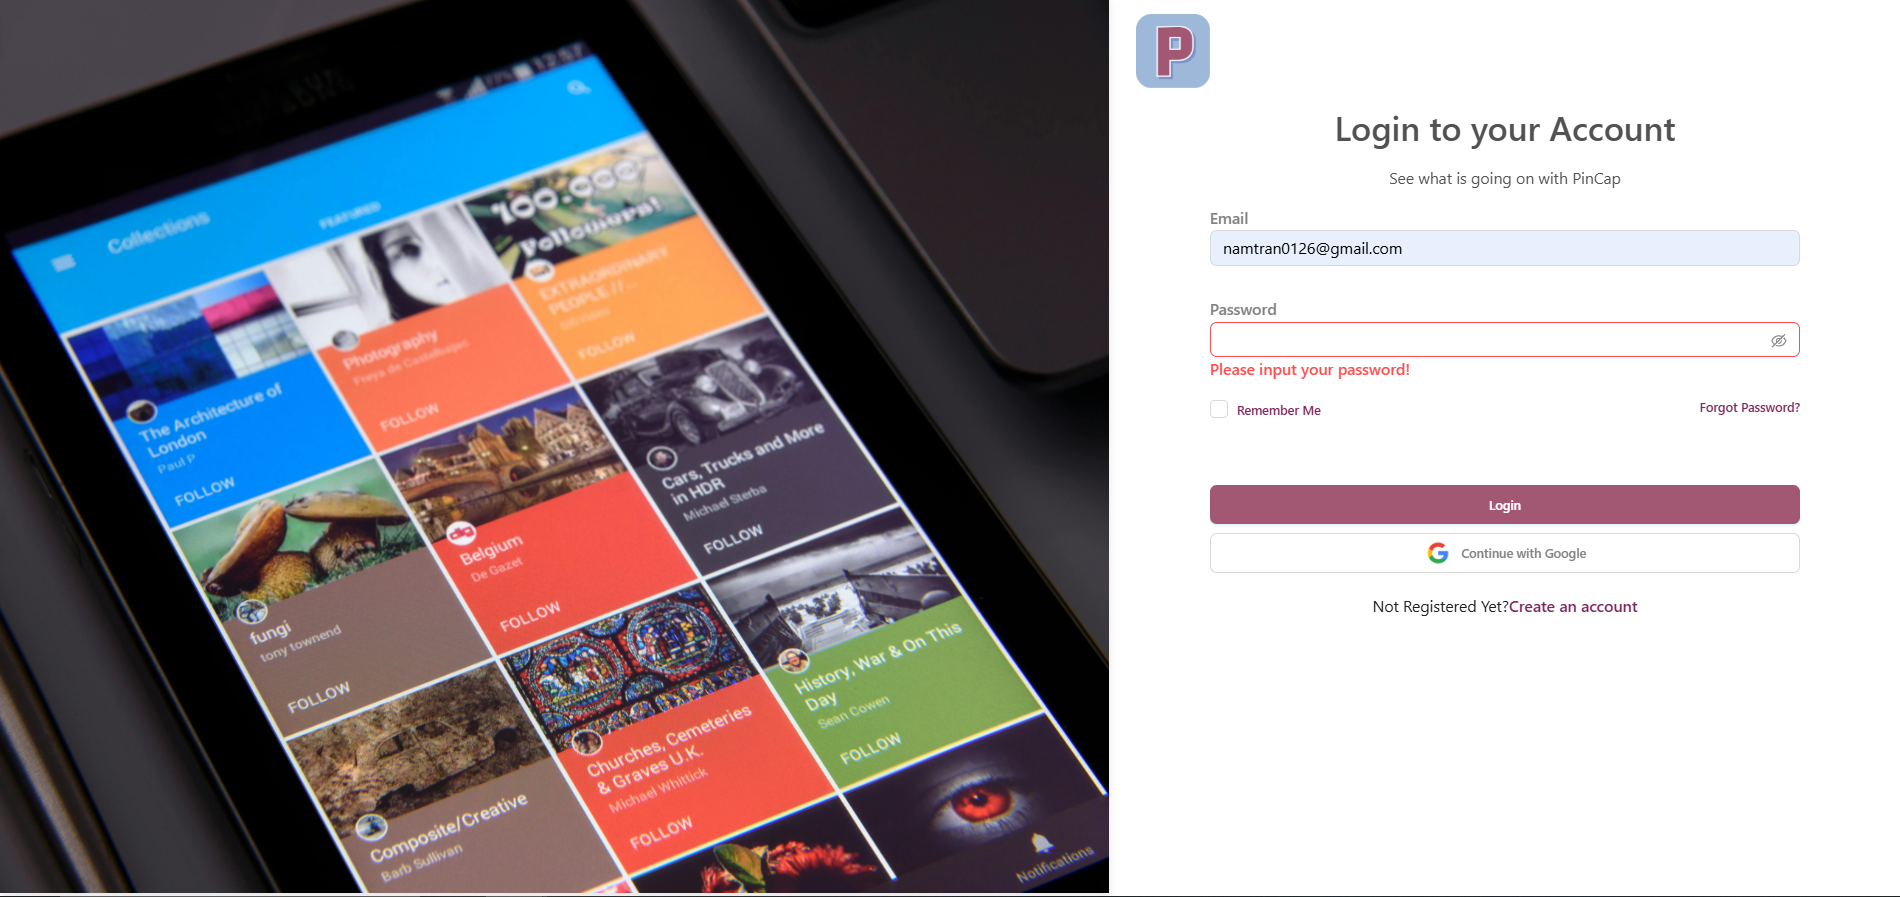 12:57
Collections
FEATURED
The Architecture of
London
Paul P
FOLLOW
Photography
Freya de Castelbajac
FOLLOW
100.000
Followers!
EXTRAORDINARY
PEOPLE //...
FOLLOW
fungi
tony townend
FOLLOW
Belgium
De Gazet
FOLLOW
Cars, Trucks and More
in HDR
Michael Sterba
FOLLOW
Composite/Creative
Barb Sullivan
Churches, Cemeteries
& Graves U.K.
Michael Whittick
FOLLOW
History, War & On This
Day
Sean Cowen
FOLLOW
Notifications
P
Login to your Account
See what is going on with PinCap
Email
namtran0126@gmail.com
Password
Please input your password!
Remember Me
Forgot Password?
Login
Continue with Google
Not Registered Yet?Create an account